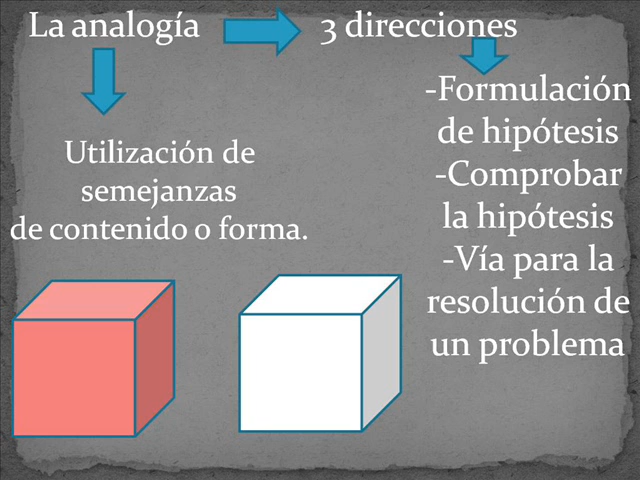 La analogía
3 direcciones
Utilización de
semejanzas
de contenido o forma.
-Formulación
de hipótesis
-Comprobar
la hipótesis
-Vía para la
resolución de
un problema